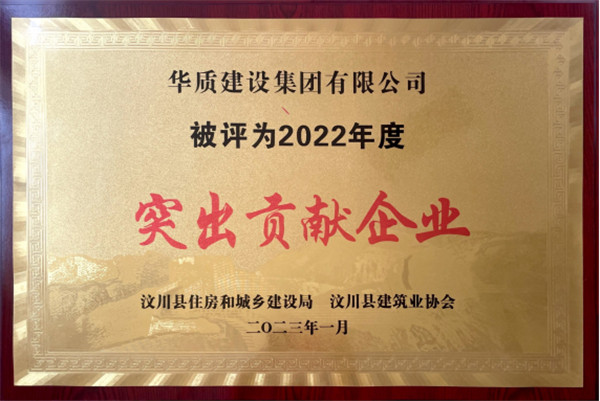 华质建设集团有限公司
被评为2022年度
突出贡献企业
汶川县住房和城乡建设局 汶川县建筑业协会
二〇二三年一月